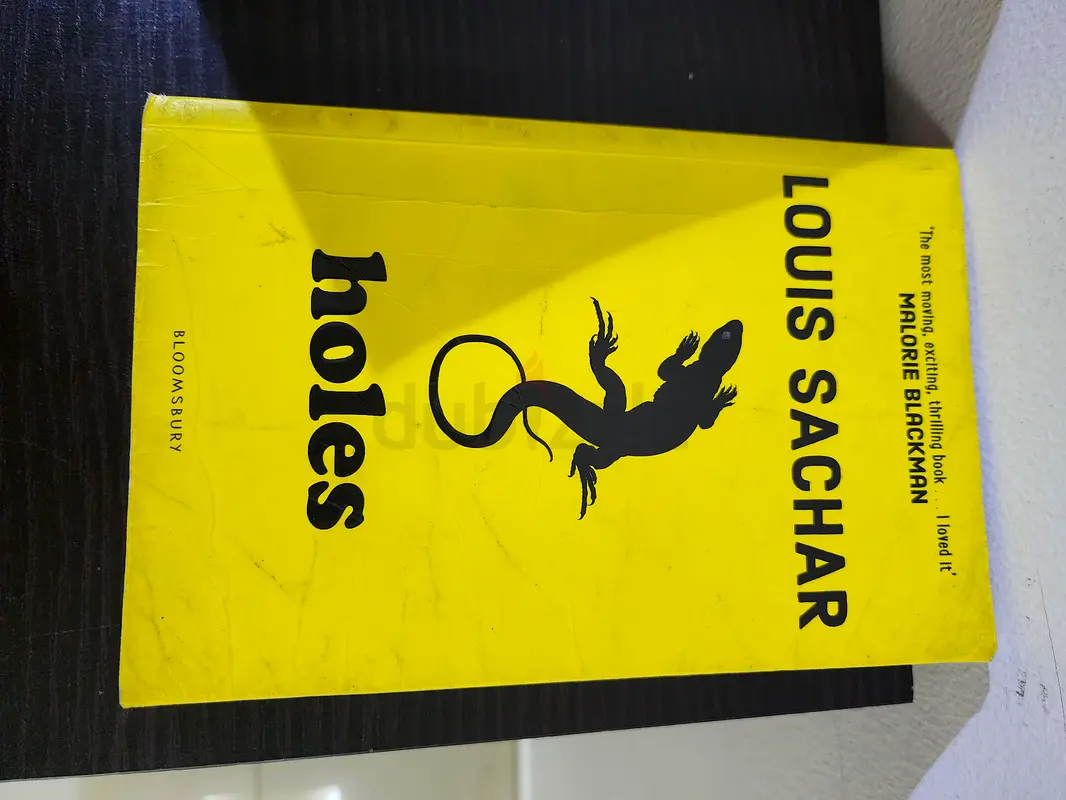 'The most moving, exciting, thrilling book . . . I loved it'
MALORIE BLACKMAN
LOUIS SACHAR
holes
BLOOMSBURY